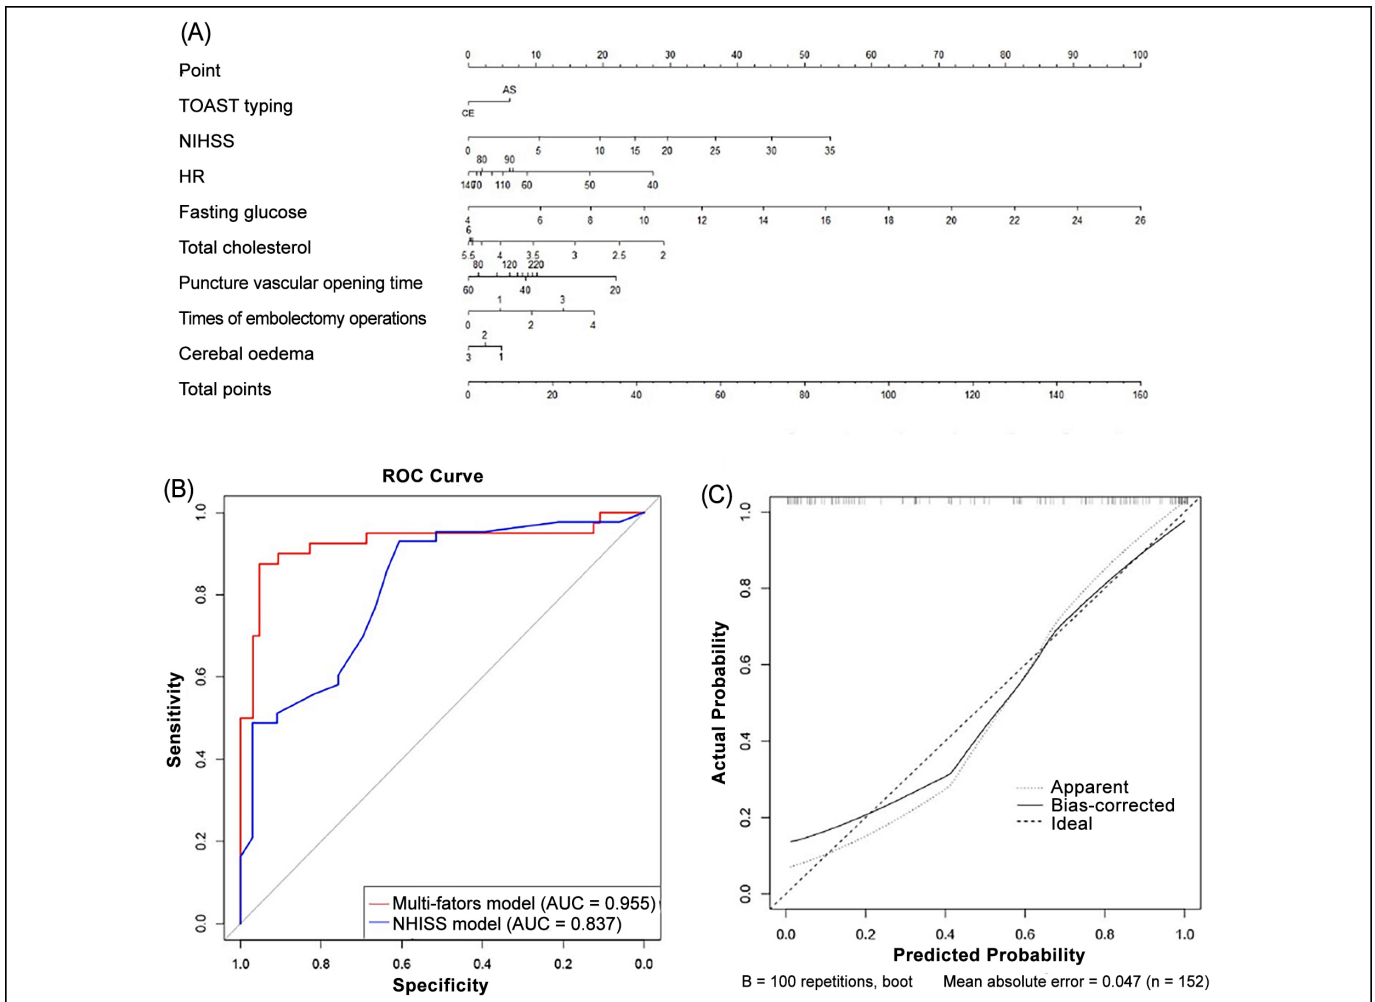 (A)
0 10 20 30 40 50 60 70 80 90 100
Point
AS
TOAST typing
CE
NIHSS
0 5 10 15 20 25 30 35
80 90
HR
140 70 110 60 50 40
Fasting glucose
4 6 8 10 12 14 16 18 20 22 24 26
6
Total cholesterol
5.5 4 3.5 3 2.5 2
80 120 220
Puncture vascular opening time
60 40 20
1 3
Times of embolectomy operations
0 2 4
2
Cerebal oedema
3 1
Total points
0 20 40 60 80 100 120 140 160
(B)
ROC Curve
Sensitivity
1.0
0.8
0.6
0.4
0.2
0.0
Multi-fators model (AUC = 0.955)
NHISS model (AUC = 0.837)
1.0 0.8 0.6 0.4 0.2 0.0
Specificity
(C)
Actual Probability
1.0
0.8
0.6
0.4
0.2
0.0
Apparent
Bias-corrected
Ideal
0.0 0.2 0.4 0.6 0.8 1.0
Predicted Probability
B = 100 repetitions, boot Mean absolute error = 0.047 (n = 152)